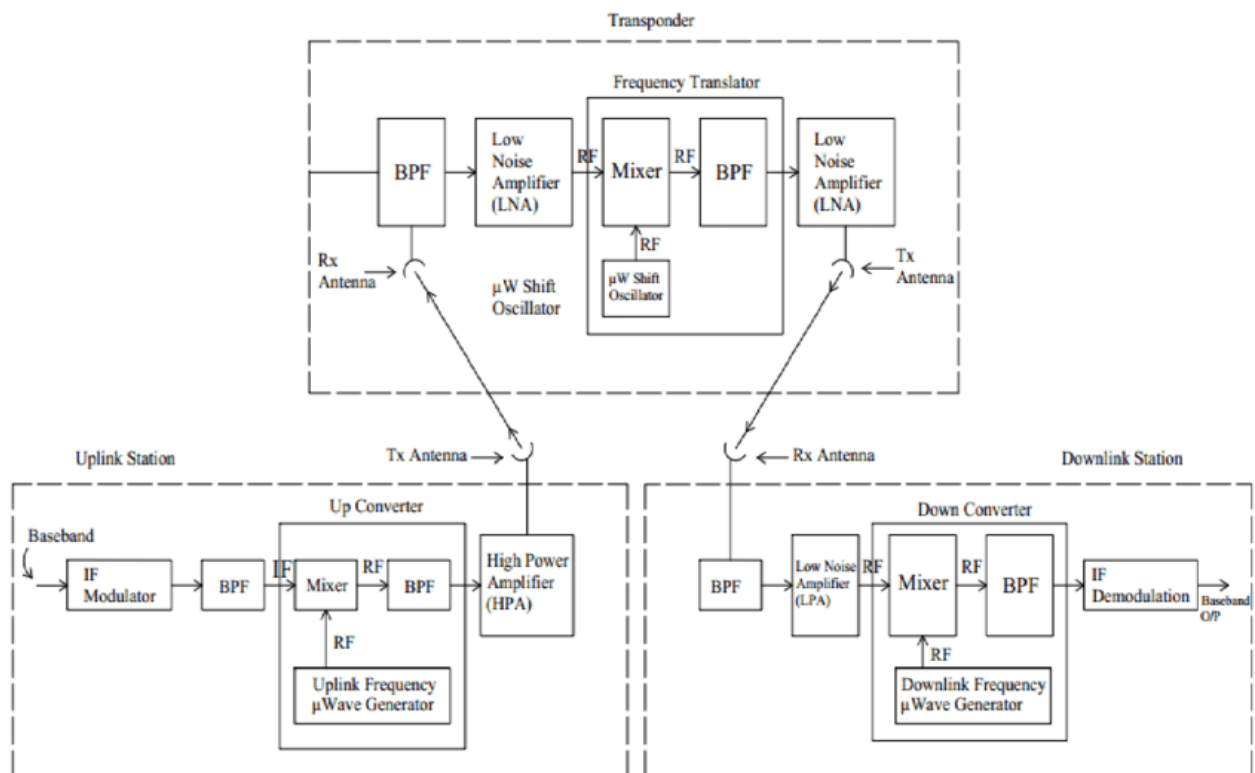 Transponder
Frequency Translator
BPF
Low
Noise
Amplifier
(LNA)
RF
Mixer
RF
BPF
Low
Noise
Amplifier
(LNA)
RF
µW Shift
Oscillator
Rx
Antenna
µW Shift
Oscillator
Tx
Antenna
Uplink Station
Tx Antenna
Rx Antenna
Downlink Station
Up Converter
Baseband
IF
Modulator
BPF
IF
Mixer
RF
BPF
High Power
Amplifier
(HPA)
RF
Uplink Frequency
µWave Generator
Down Converter
BPF
Low Noise
Amplifier
(LPA)
RF
Mixer
RF
BPF
IF
Demodulation
Baseband
O/P
RF
Downlink Frequency
µWave Generator